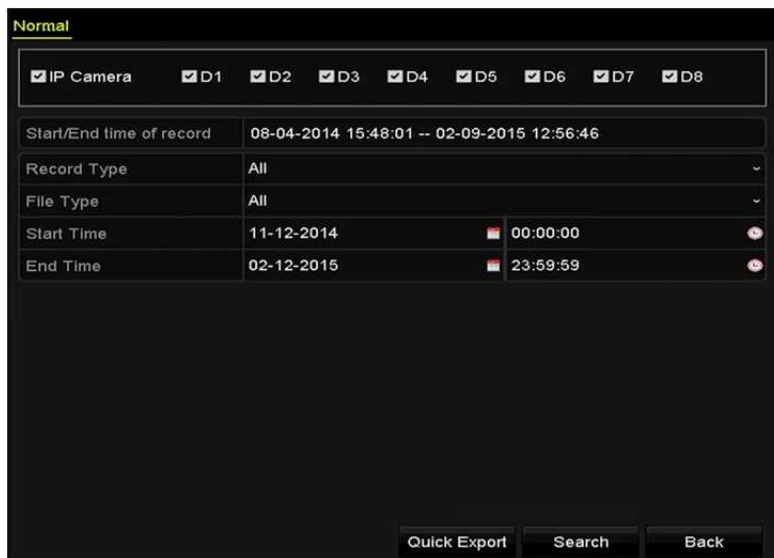 Normal
IP Camera D1 D2 D3 D4 D5 D6 D7 D8
Start/End time of record 08-04-2014 15:48:01 -- 02-09-2015 12:56:46
Record Type All
File Type All
Start Time 11-12-2014 00:00:00
End Time 02-12-2015 23:59:59
Quick Export Search Back